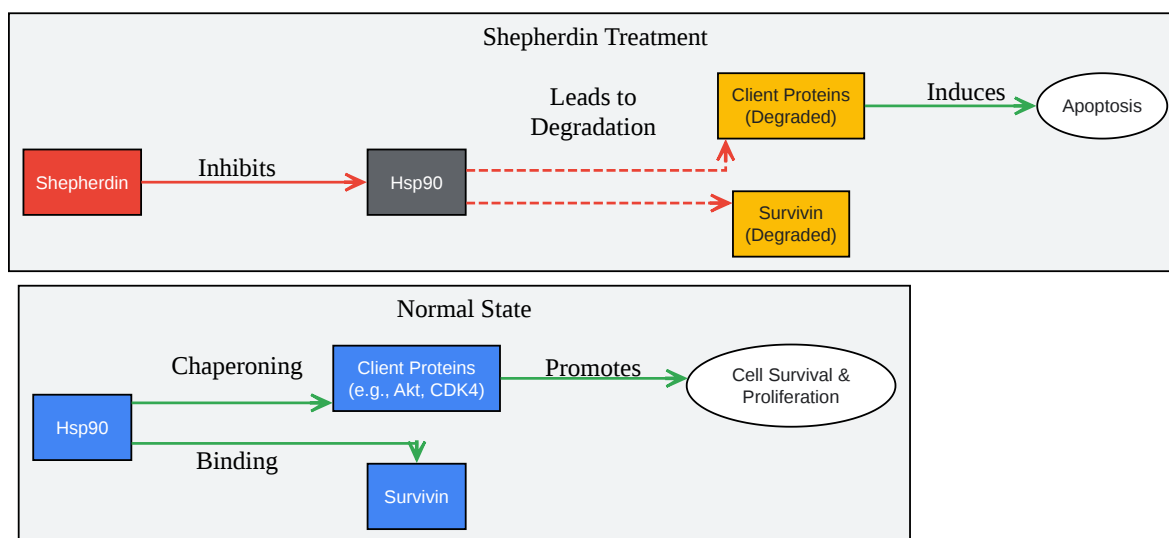 Shepherdin Treatment
Shepherdin
Inhibits
Hsp90
Leads to
Degradation
Client Proteins
(Degraded)
Induces
Apoptosis
Survivin
(Degraded)
Normal State
Hsp90
Chaperoning
Client Proteins
(e.g., Akt, CDK4)
Promotes
Cell Survival &
Proliferation
Binding
Survivin